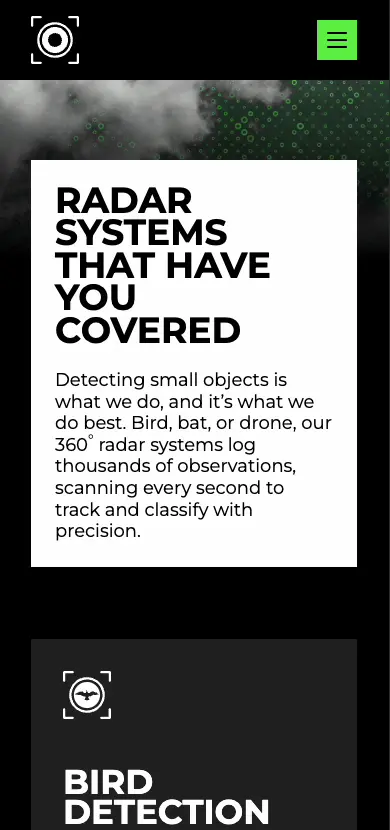 RADAR
SYSTEMS
THAT HAVE
YOU
COVERED
Detecting small objects is
what we do, and it’s what we
do best. Bird, bat, or drone, our
360° radar systems log
thousands of observations,
scanning every second to
track and classify with
precision.
BIRD
DETECTION